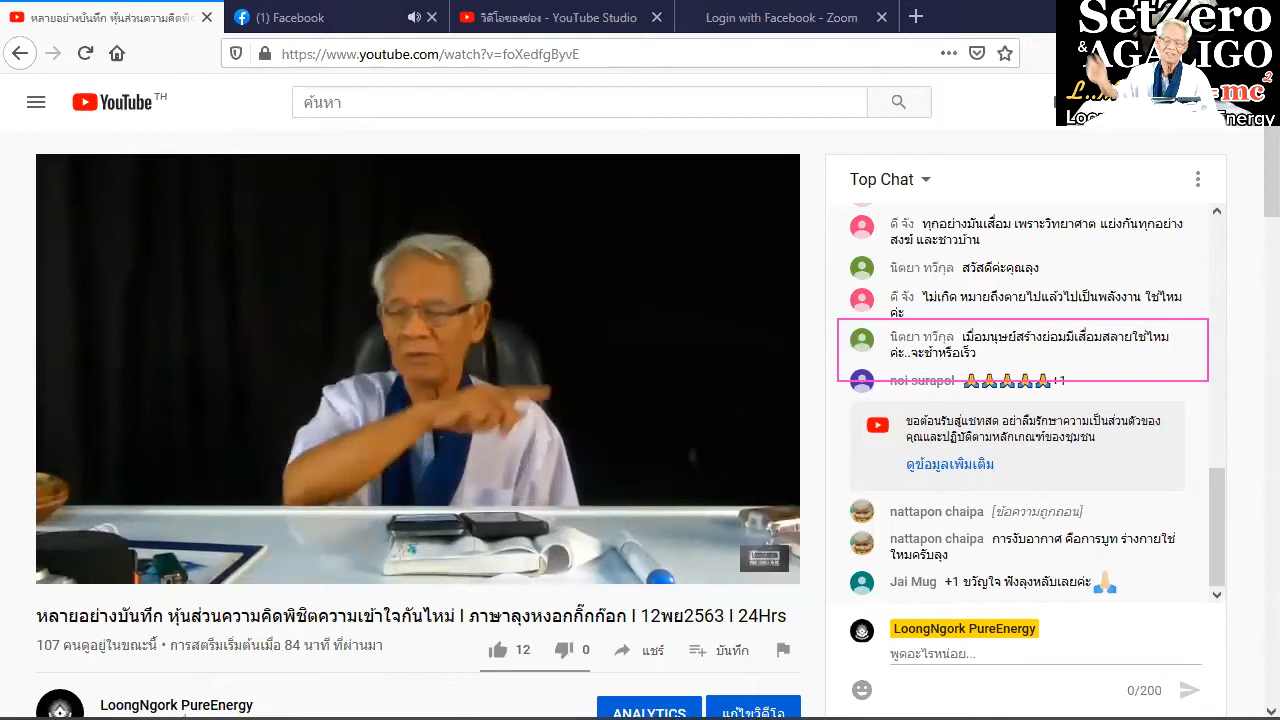 หลายอย่างบันทึก หุ้นส่วนความคิดพิช
(1) Facebook
วิดีโอของช่อง - YouTube Studio
Login with Facebook - Zoom
https://www.youtube.com/watch?v=foXedfgByvE
SetZero
& AGALIGO
=mc2
YouTube TH
ค้นหา
Top Chat
ดี จัง ทุกอย่างมันเสื่อม เพราะวิทยาศาต แย่งกันทุกอย่าง
สงฆ์ และชาวบ้าน
นิตยา ทวีกุล สวัสดีค่ะคุณลุง
ดี จัง ไม่เกิด หมายถึงตายไปแล้วไปเป็นพลังงาน ใช่ไหม
ค่ะ
นิตยา ทวีกุล เมื่อมนุษย์สร้างย่อมมีเสื่อมสลายใช่ไหม
ค่ะ..จะช้าหรือเร็ว
noi surapol 🙏🙏🙏🙏🙏+1
ขอต้อนรับสู่แชทสด อย่าลืมรักษาความเป็นส่วนตัวของ
คุณและปฏิบัติตามหลักเกณฑ์ของชุมชน
ดูข้อมูลเพิ่มเติม
nattapon chaipa [ข้อความถูกถอน]
nattapon chaipa การงับอากาศ คือการบูท ร่างกายใช่
ใหมครับลุง
Jai Mug +1 ขวัญใจ ฟังลุงหลับเลยค่ะ🙏
หลายอย่างบันทึก หุ้นส่วนความคิดพิชิตความเข้าใจกันไหม่ l ภาษาลุงหงอกกิ๊กก๊อก l 12พย2563 l 24Hrs
107 คนดูอยู่ในขณะนี้ • การสตรีมเริ่มต้นเมื่อ 84 นาที ที่ผ่านมา
12
0
แชร์
บันทึก
LoongNgork PureEnergy
พูดอะไรหน่อย...
0/200
LoongNgork PureEnergy
ANALYTICS
แก้ไขวิดีโอ